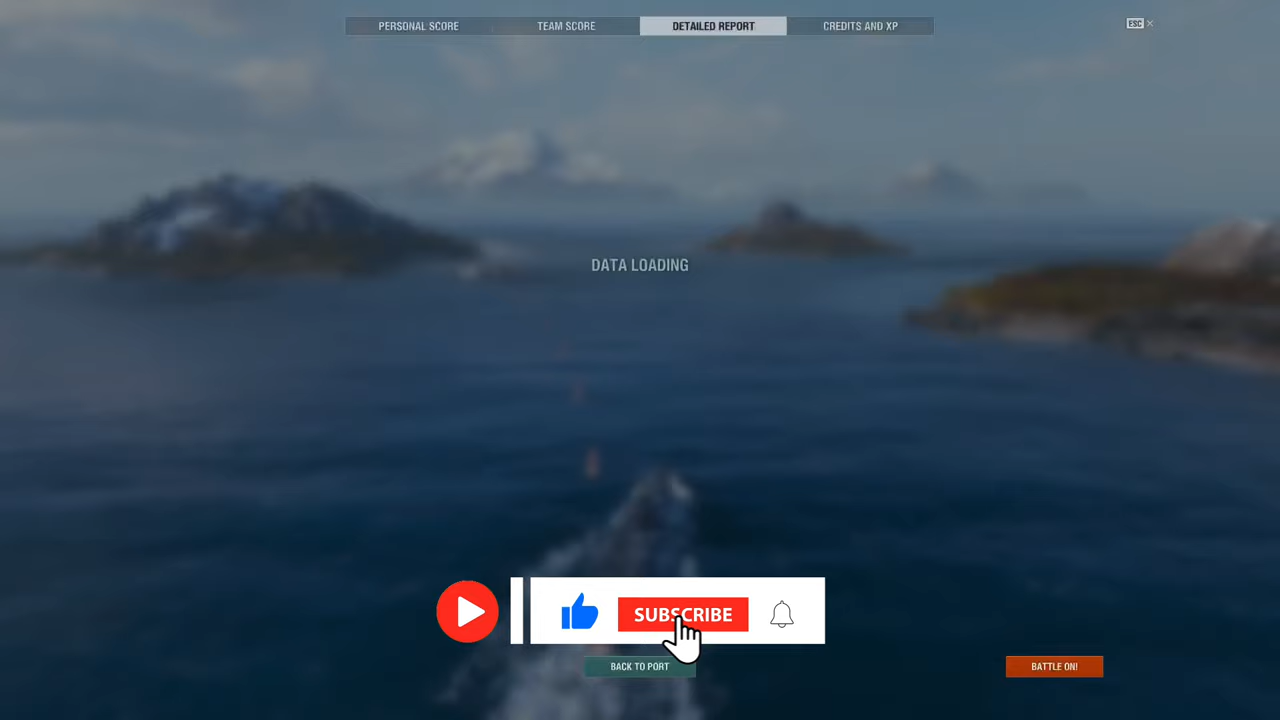 PERSONAL SCORE
TEAM SCORE
DETAILED REPORT
CREDITS AND XP
ESC
DATA LOADING
SUBSCRIBE
BACK TO PORT
BATTLE ON!